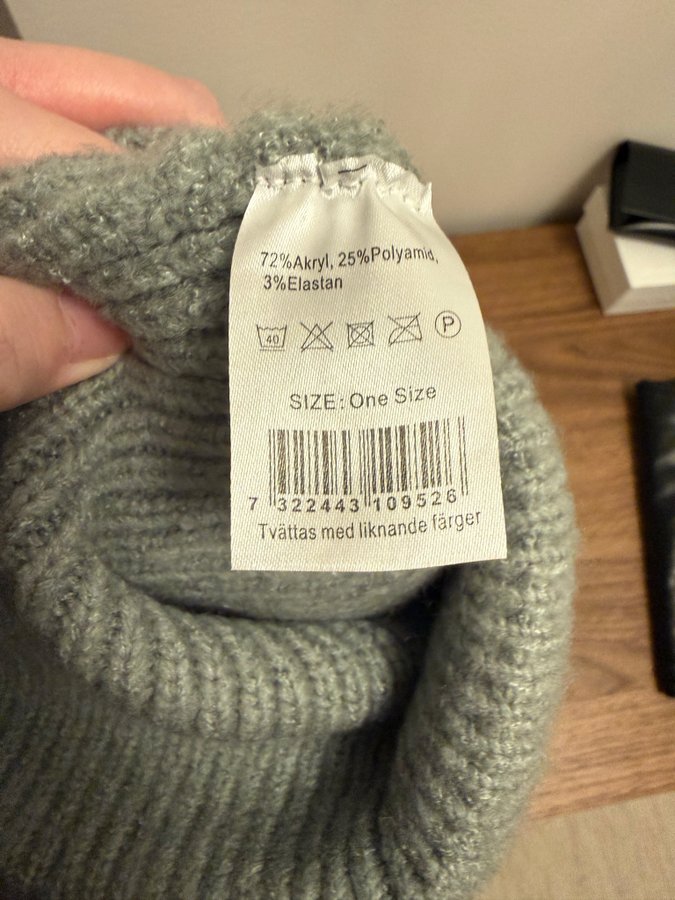 72%Akryl, 25%Polyamid,
3%Elastan
40 P
SIZE:One Size
7 322443 109526
Tvättas med liknande färger